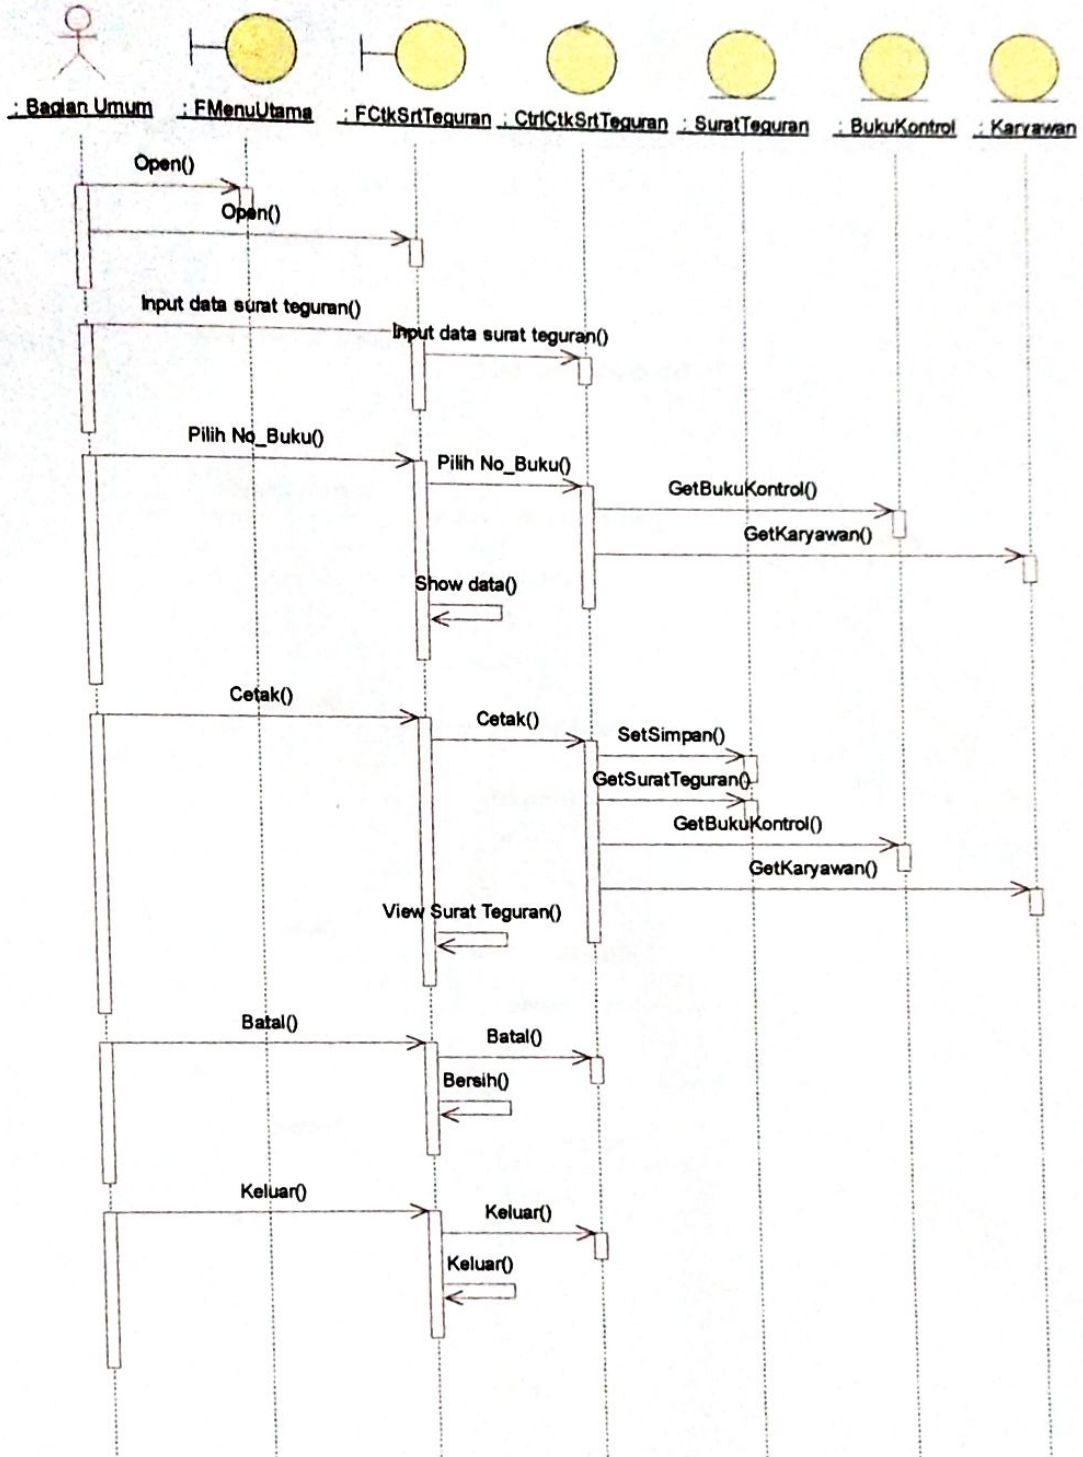 : Bagian Umum
: FMenuUtama
: FCtkSrtTeguran
: CtrlCtkSrtTeguran
: SuratTeguran
: BukuKontrol
: Karyawan
Open()
Open()
Input data surat teguran()
Input data surat teguran()
Pilih No_Buku()
Pilih No_Buku()
GetBukuKontrol()
GetKaryawan()
Show data()
Cetak()
Cetak()
SetSimpan()
GetSuratTeguran()
GetBukuKontrol()
GetKaryawan()
View Surat Teguran()
Batal()
Batal()
Bersih()
Keluar()
Keluar()
Keluar()